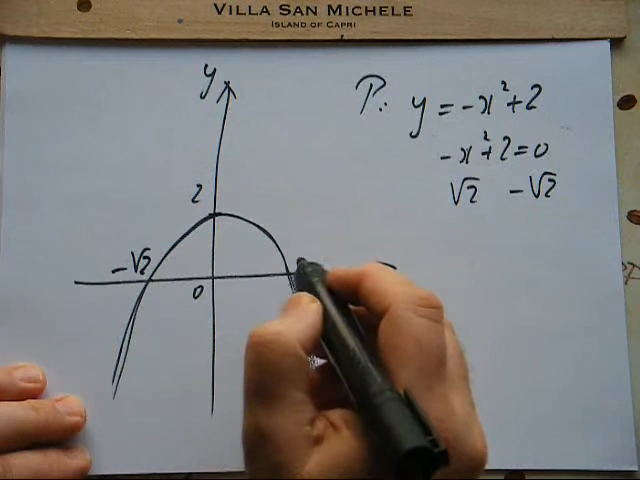 VILLA SAN MICHELE
ISLAND OF CAPRI
y
P: y = -x²+2
-x²+2=0
√2 -√2
2
-√2
0